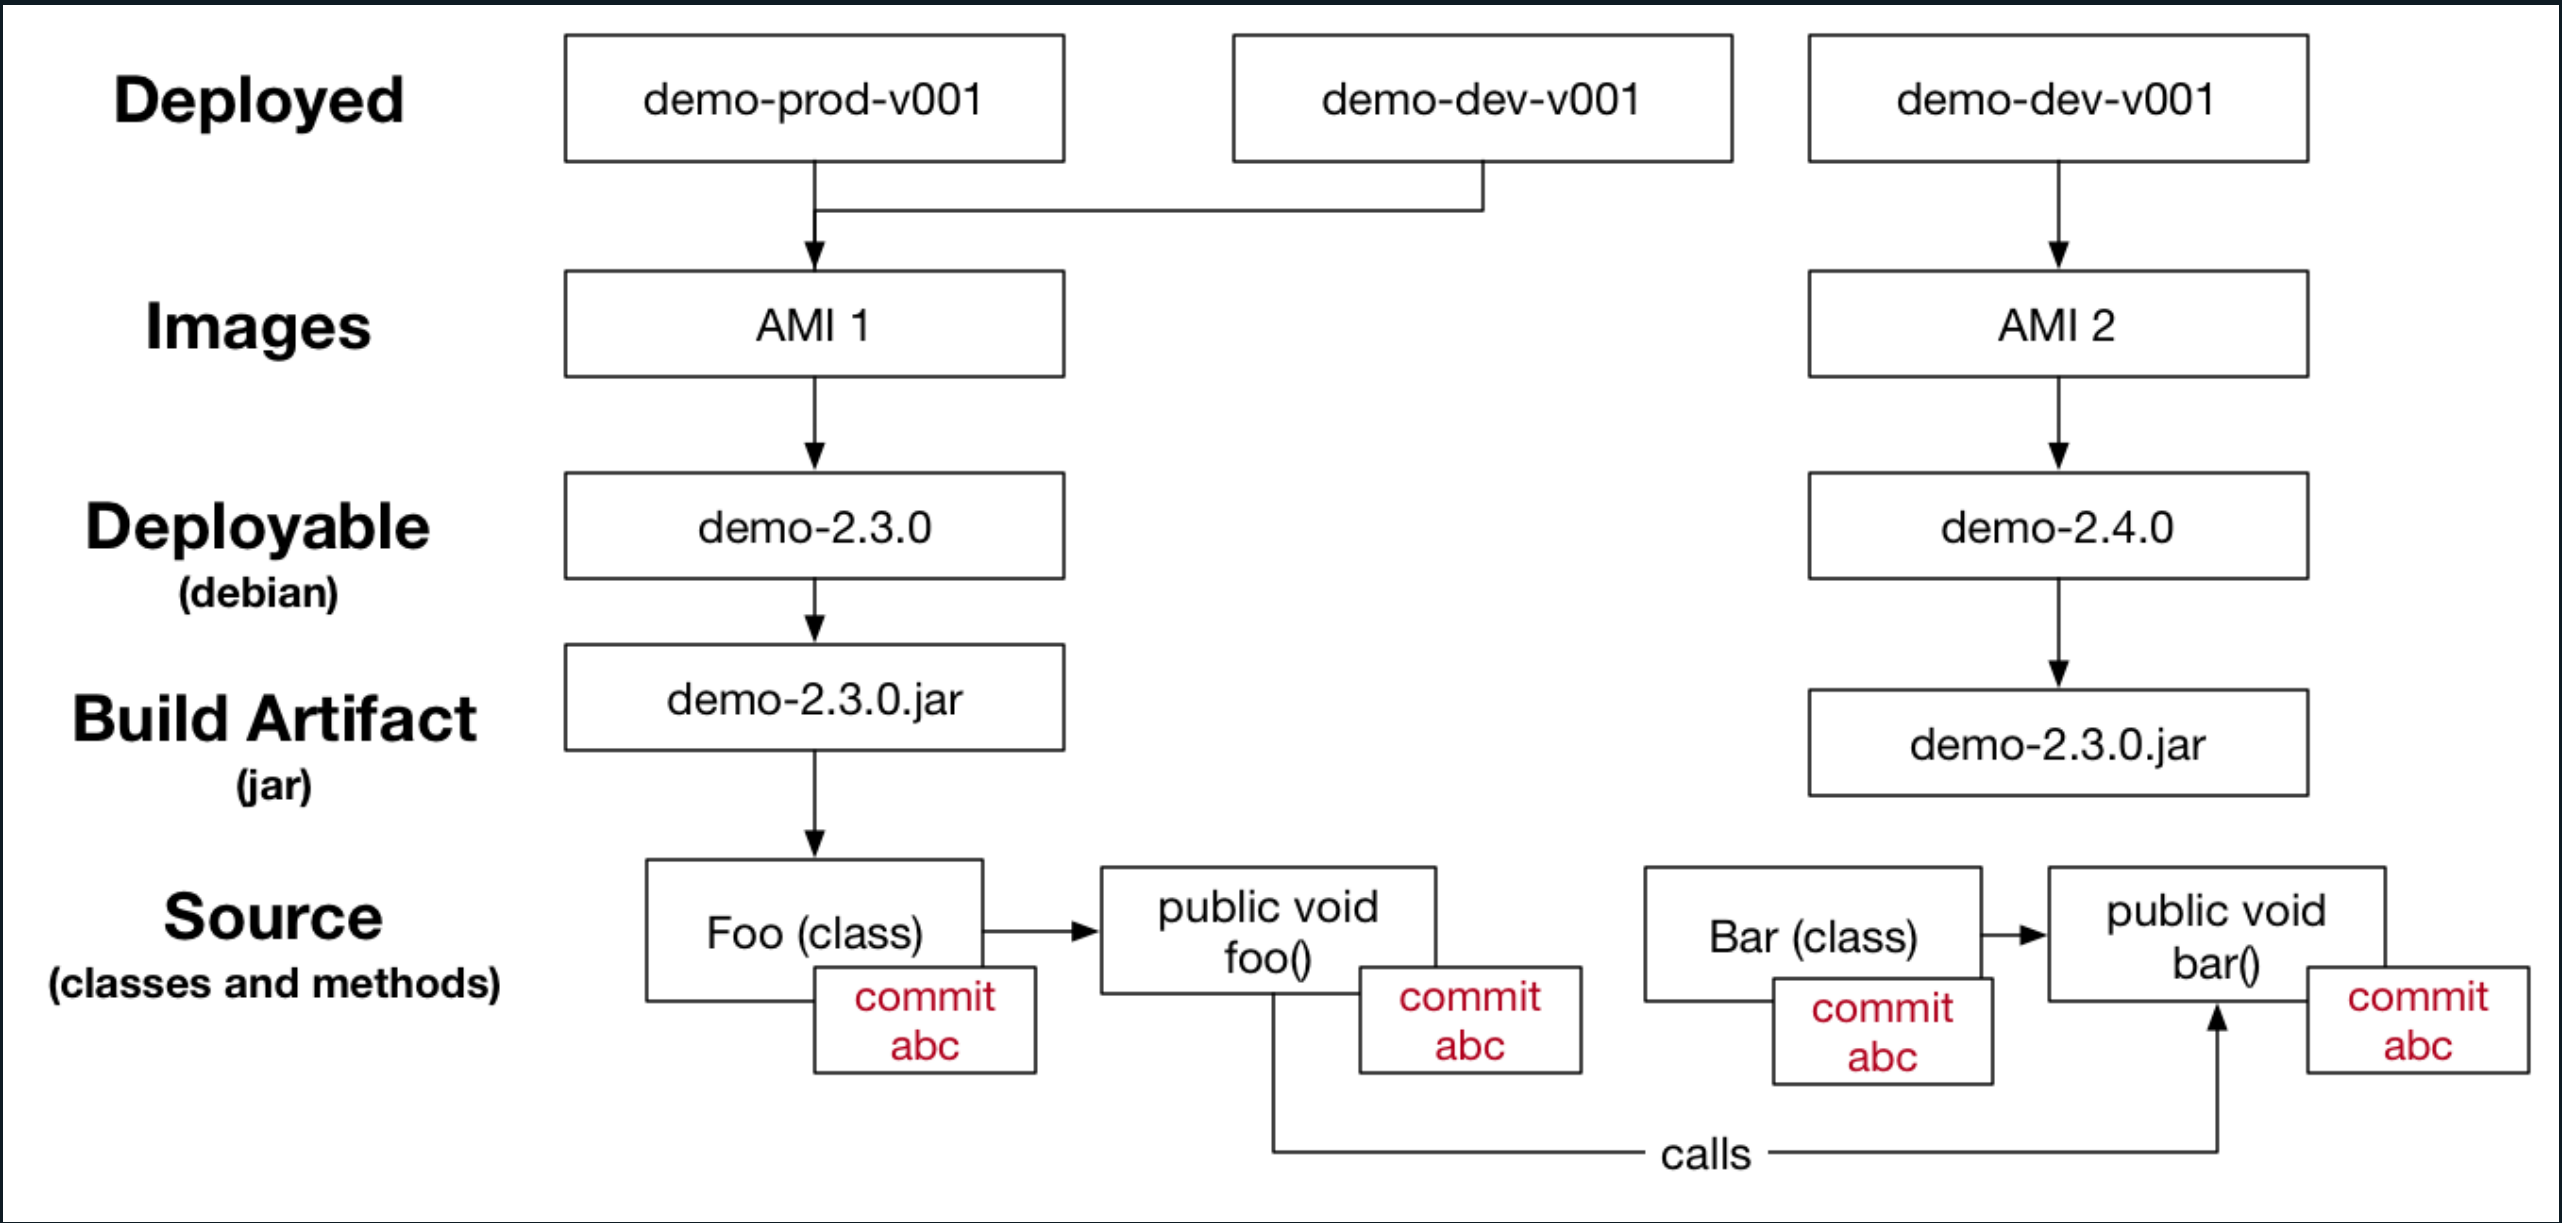 Deployed
demo-prod-v001
demo-dev-v001
demo-dev-v001
Images
AMI 1
AMI 2
Deployable
(debian)
demo-2.3.0
demo-2.4.0
Build Artifact
(jar)
demo-2.3.0.jar
demo-2.3.0.jar
Source
(classes and methods)
Foo (class)
commit
abc
public void
foo()
commit
abc
Bar (class)
commit
abc
public void
bar()
commit
abc
calls